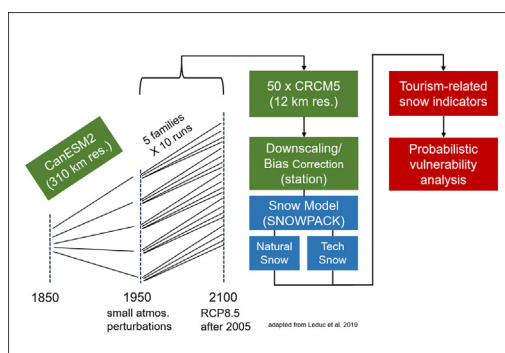 CanESM2
(310 km res.)
5 families
X 10 runs
1850
1950
small atmos.
perturbations
2100
RCP8.5
after 2005
50 x CRCM5
(12 km res.)
Downscaling/
Bias Correction
(station)
Snow Model
(SNOWPACK)
Natural
Snow
Tech
Snow
Tourism-related
snow indicators
Probabilistic
vulnerability
analysis
adapted from Leduc et al. 2019